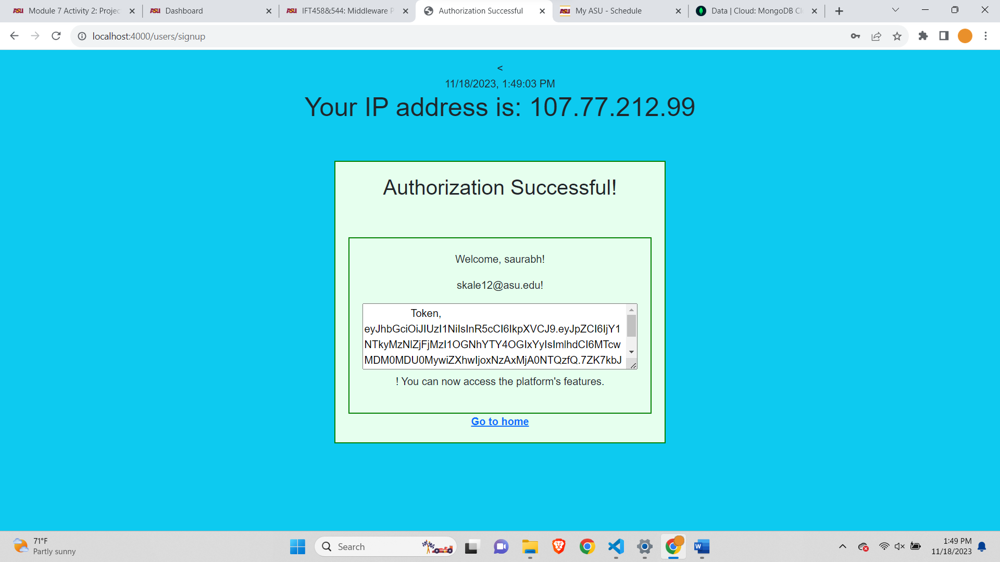 Module 7 Activity 2: Projec
Dashboard
IFT458&544: Middleware P
Authorization Successful
My ASU - Schedule
Data | Cloud: MongoDB Cl
localhost:4000/users/signup
<
11/18/2023, 1:49:03 PM
Your IP address is: 107.77.212.99
Authorization Successful!
Welcome, saurabh!
skale12@asu.edu!
Token,
eyJhbGciOiJIUzI1NiIsInR5cCI6IkpXVCJ9.eyJpZCI6IjY1
NTkyMzNlZjFjMzI1OGNhYTY4OGIxYyIsImlhdCI6MTcw
MDM0MDU0MywiZXhwIjoxNzAxMjA0NTQzfQ.7ZK7kbJ
! You can now access the platform's features.
Go to home
71°F
Partly sunny
Search
1:49 PM
11/18/2023